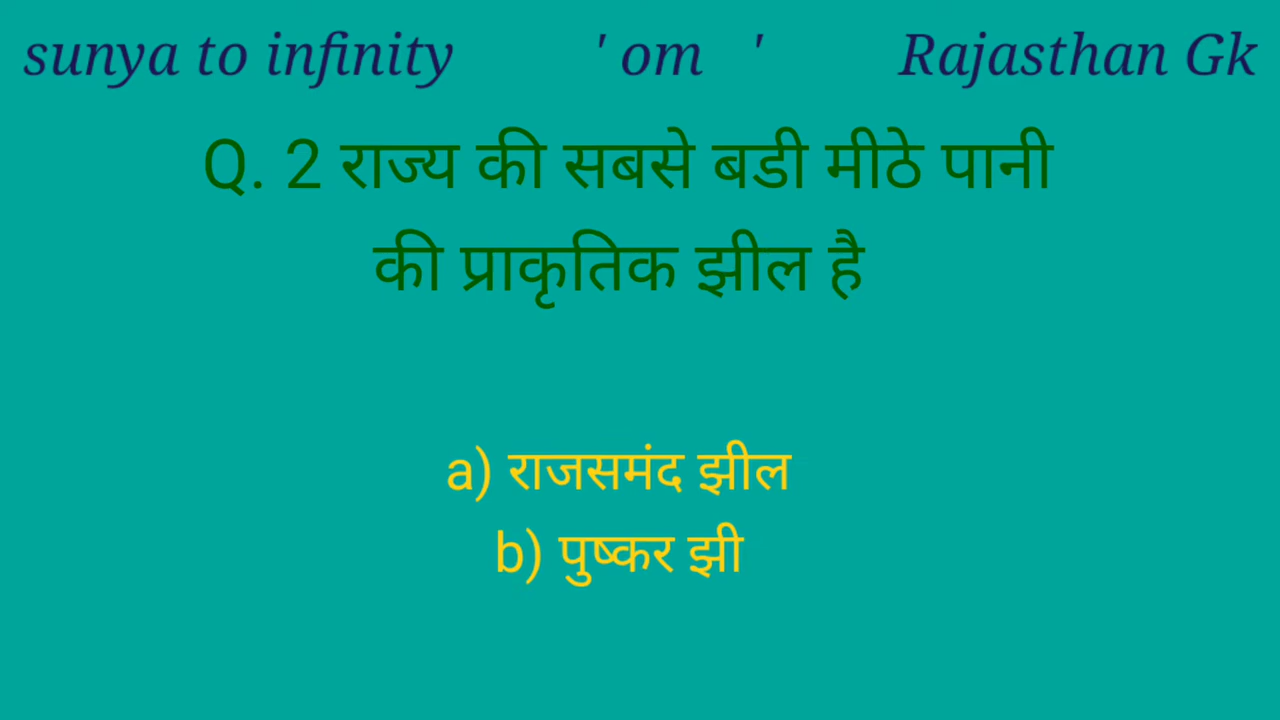 sunya to infinity ' om ' Rajasthan Gk
Q. 2 राज्य की सबसे बडी मीठे पानी
की प्राकृतिक झील है
a) राजसमंद झील
b) पुष्कर झी